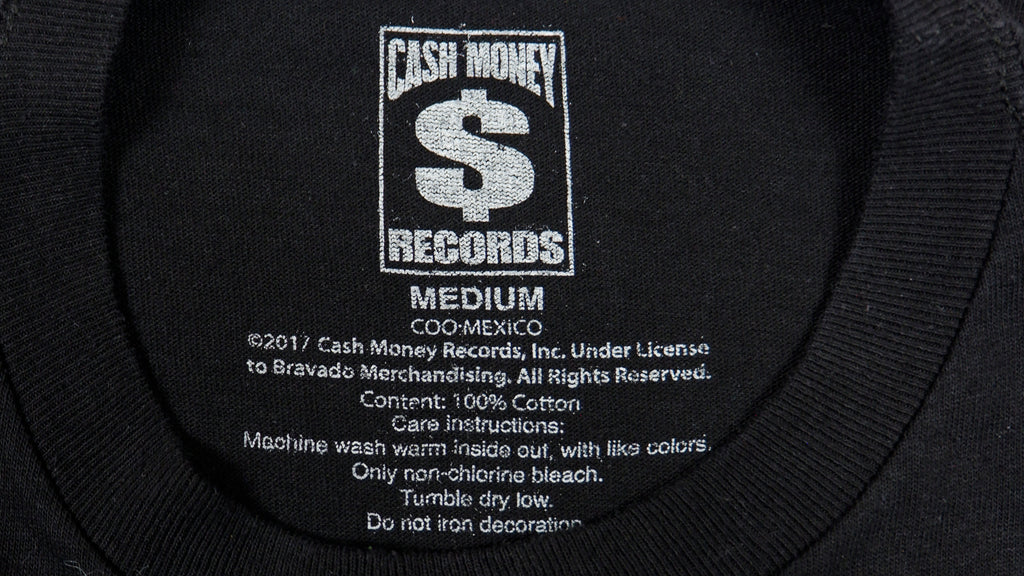 CASH MONEY
$
RECORDS
MEDIUM
COO·MEXICO
©2017 Cash Money Records, Inc. Under License
to Bravado Merchandising. All Rights Reserved.
Content: 100% Cotton
Care Instructions:
Machine wash warm inside out, with like colors.
Only non-chlorine bleach.
Tumble dry low.
Do not iron decoration